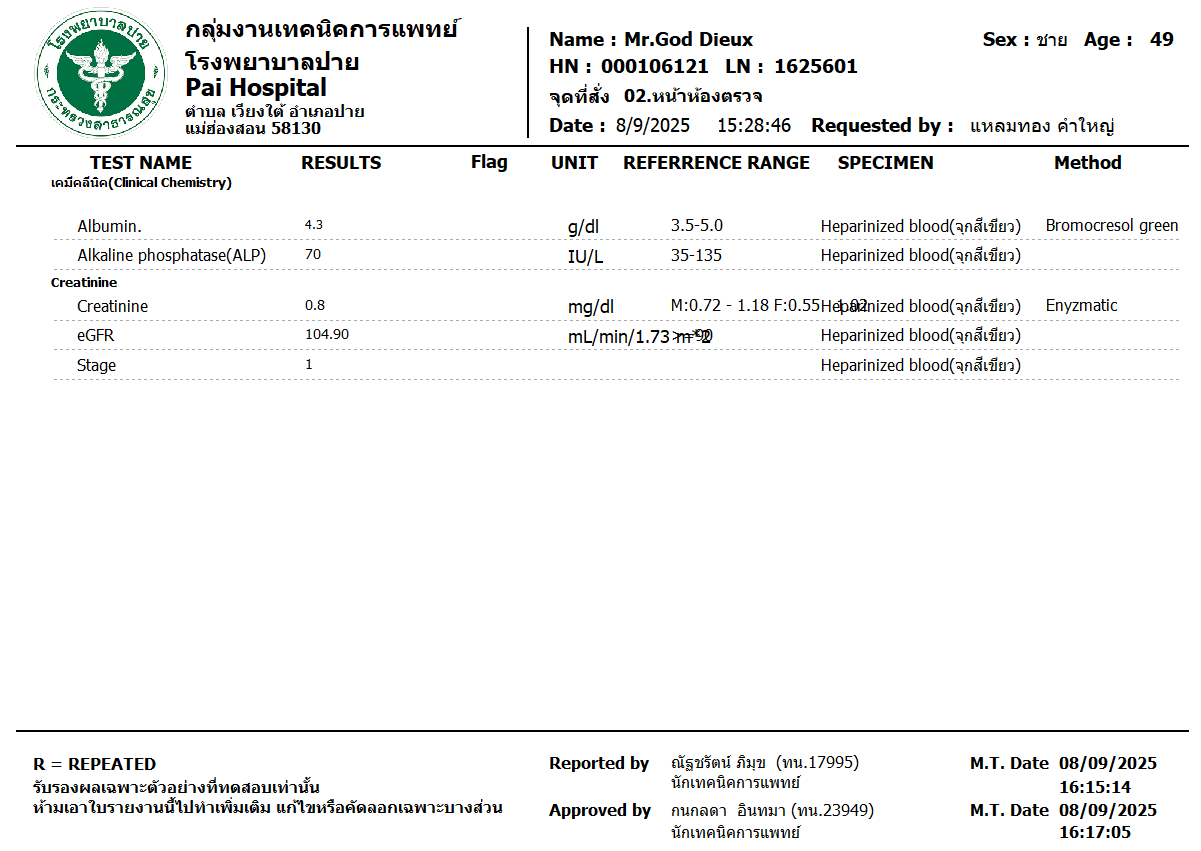 โรงพยาบาลปาย
กระทรวงสาธารณสุข
กลุ่มงานเทคนิคการแพทย์
โรงพยาบาลปาย
Pai Hospital
ตำบล เวียงใต้ อำเภอปาย
แม่ฮ่องสอน 58130
Name : Mr.God Dieux Sex : ชาย Age : 49
HN : 000106121 LN : 1625601
จุดที่สั่ง 02.หน้าห้องตรวจ
Date : 8/9/2025 15:28:46 Requested by : แหลมทอง คำใหญ่
TEST NAME RESULTS Flag UNIT REFERRENCE RANGE SPECIMEN Method
เคมีคลีนิค(Clinical Chemistry)
Albumin. 4.3 g/dl 3.5-5.0 Heparinized blood(จุกสีเขียว) Bromocresol green
Alkaline phosphatase(ALP) 70 IU/L 35-135 Heparinized blood(จุกสีเขียว)
Creatinine
Creatinine 0.8 mg/dl M:0.72 - 1.18 F:0.55 - 1.02 Heparinized blood(จุกสีเขียว) Enyzmatic
eGFR 104.90 mL/min/1.73 m^2 >=90 Heparinized blood(จุกสีเขียว)
Stage 1 Heparinized blood(จุกสีเขียว)
R = REPEATED Reported by ณัฐชรัตน์ ภิมุข (ทน.17995) M.T. Date 08/09/2025
รับรองผลเฉพาะตัวอย่างที่ทดสอบเท่านั้น นักเทคนิคการแพทย์ 16:15:14
ห้ามเอาใบรายงานนี้ไปทำเพิ่มเติม แก้ไขหรือคัดลอกเฉพาะบางส่วน Approved by กนกลดา อินทมา (ทน.23949) M.T. Date 08/09/2025
นักเทคนิคการแพทย์ 16:17:05